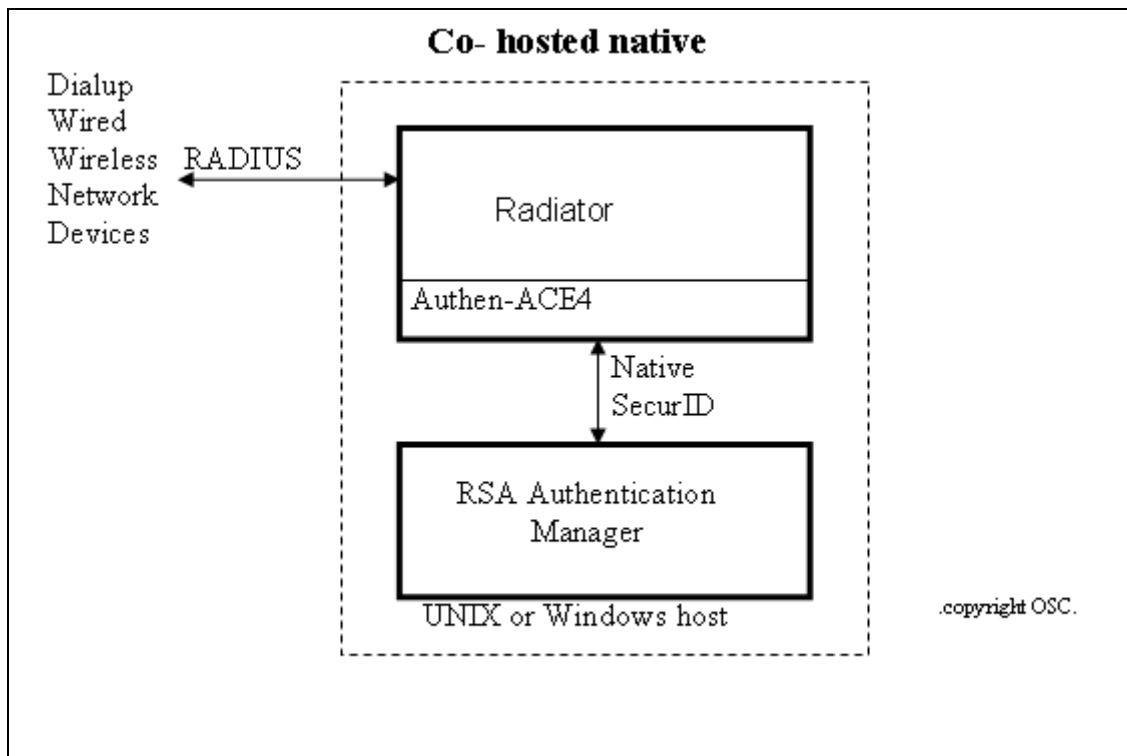 Co- hosted native
Dialup
Wired
Wireless
Network
Devices
RADIUS
Radiator
Authen-ACE4
Native
SecurID
RSA Authentication
Manager
UNIX or Windows host
.copyright OSC.